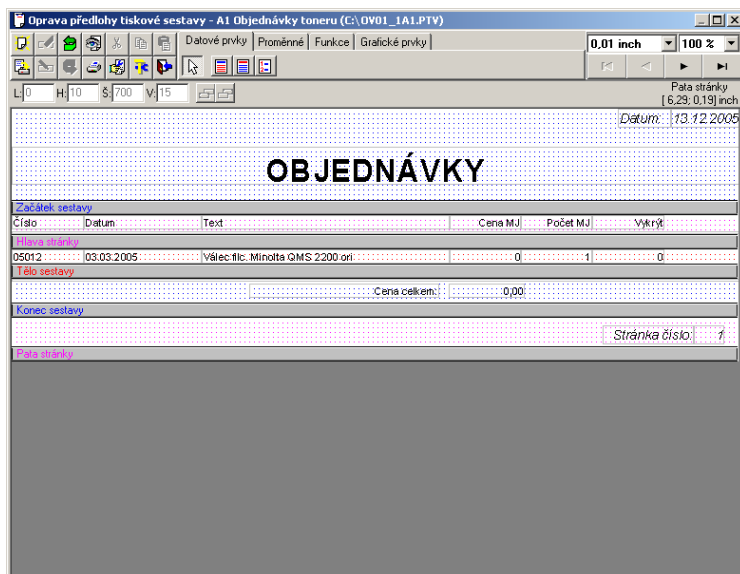 Oprava předlohy tiskové sestavy - A1 Objednávky toneru (C:\OV01_1A1.PTV)
Datové prvky Proměnné Funkce Grafické prvky 0,01 inch 100 %
L: 0 H: 10 Š: 700 V: 15 Pata stránky
[ 6,29; 0,19] inch
Datum: 13.12.2005
OBJEDNÁVKY
Začátek sestavy
Číslo Datum Text Cena MJ Počet MJ Vykrýt
Hlava stránky
05012 03.03.2005 Válec filc. Minolta QMS 2200 ori 0 1 0
Tělo sestavy
Cena celkem: 0,00
Konec sestavy
Stránka číslo: 1
Pata stránky